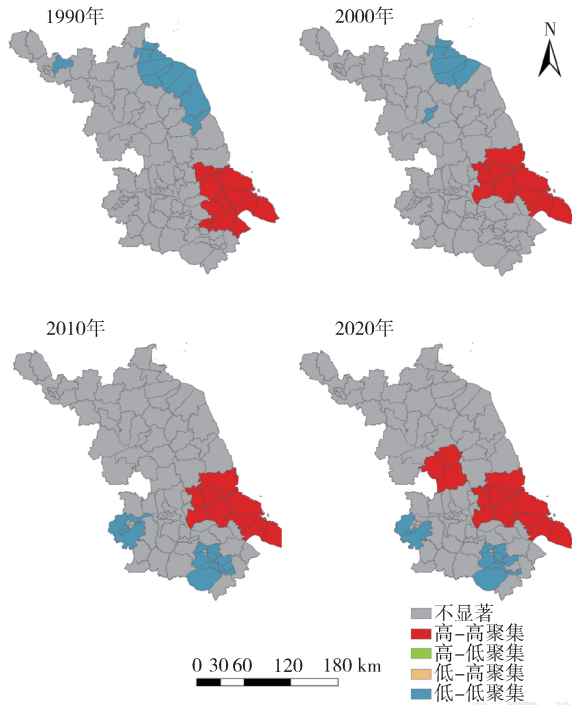 1990年
2000年
N
2010年
2020年
不显著
高-高聚集
高-低聚集
低-高聚集
低-低聚集
0 30 60 120 180 km